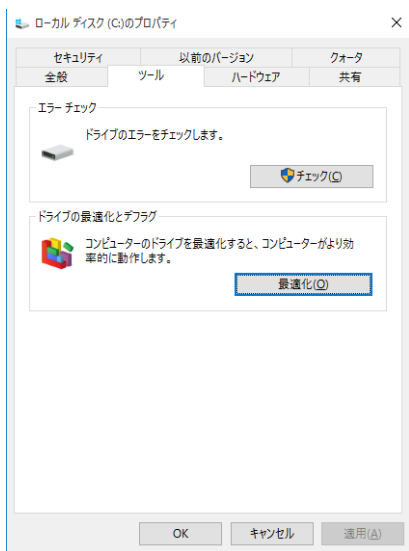 ローカル ディスク (C:)のプロパティ
セキュリティ 以前のバージョン クォータ
全般 ツール ハードウェア 共有
エラー チェック
ドライブのエラーをチェックします。
チェック(C)
ドライブの最適化とデフラグ
コンピューターのドライブを最適化すると、コンピューターがより効
率的に動作します。
最適化(O)
OK キャンセル 適用(A)